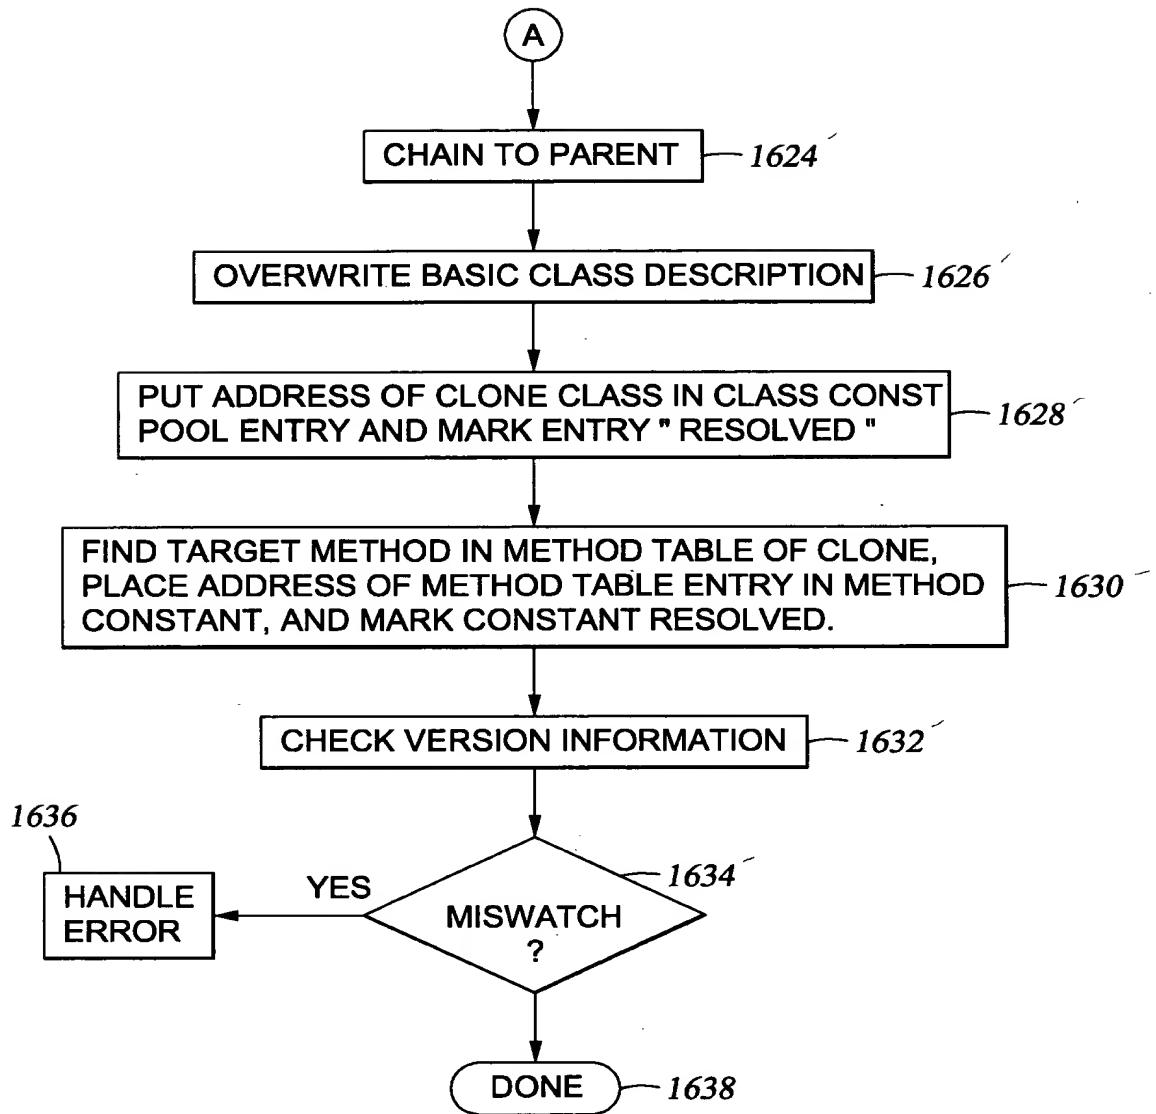 A
CHAIN TO PARENT
1624
OVERWRITE BASIC CLASS DESCRIPTION
1626
PUT ADDRESS OF CLONE CLASS IN CLASS CONST
POOL ENTRY AND MARK ENTRY " RESOLVED "
1628
FIND TARGET METHOD IN METHOD TABLE OF CLONE,
PLACE ADDRESS OF METHOD TABLE ENTRY IN METHOD
CONSTANT, AND MARK CONSTANT RESOLVED.
1630
CHECK VERSION INFORMATION
1632
1636
HANDLE
ERROR
YES
MISWATCH
?
1634
DONE
1638